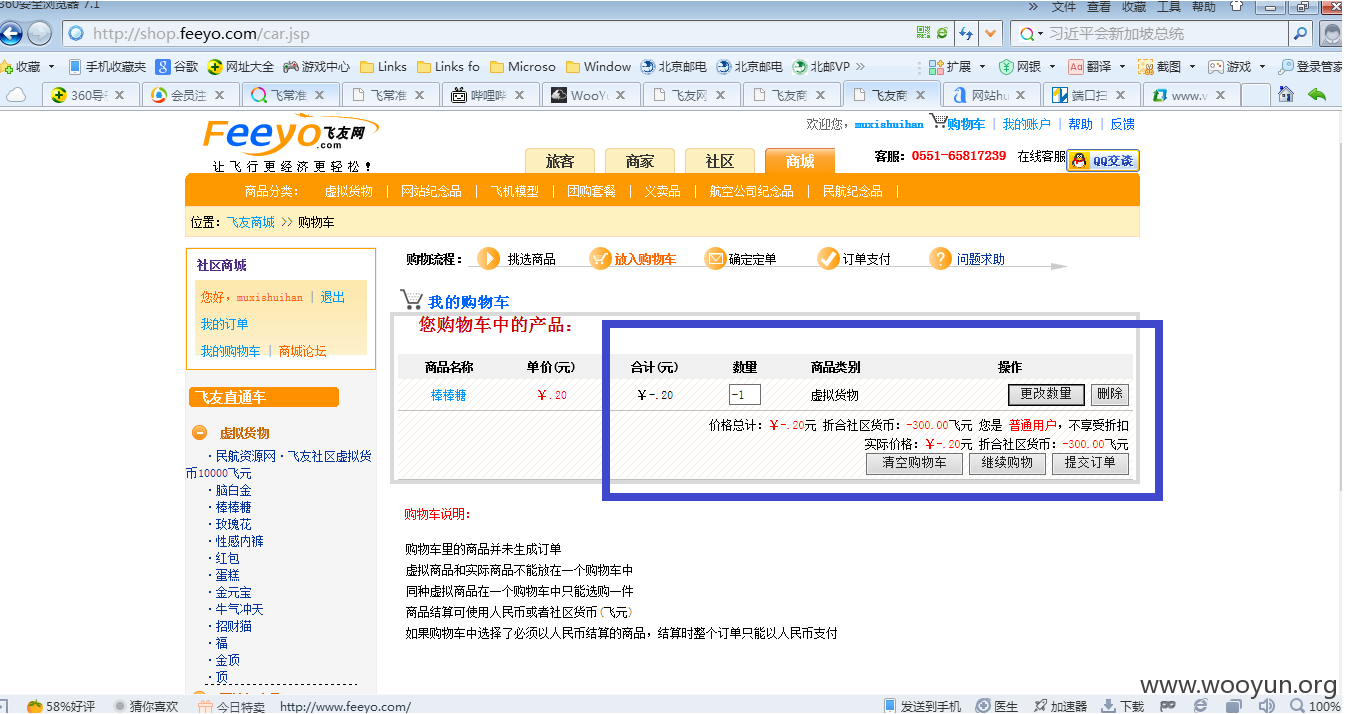 360安全浏览器 7.1
» 文件 查看 收藏 工具 帮助
http://shop.feeyo.com/car.jsp
习近平会新加坡总统
收藏 手机收藏夹 谷歌 网址大全 游戏中心 Links Links fo Microso Window 北京邮电 北京邮电 北邮VP » 扩展 网银 翻译 截图 游戏 登录管家
360导 会员注 飞常准 飞常准 哔哩哔 WooY 飞友网 飞友商 飞友商 网站hu 端口扫 www.v
Feeyo.com 飞友网
让飞行更经济更轻松！
欢迎您，muxishuihan 购物车 | 我的账户 | 帮助 | 反馈
旅客 商家 社区 商城
客服：0551-65817239 在线客服 QQ交谈
商品分类： 虚拟货物 | 网站纪念品 | 飞机模型 | 团购套餐 | 义卖品 | 航空公司纪念品 | 民航纪念品 |
位置：飞友商城 >> 购物车
社区商城
您好，muxishuihan | 退出
我的订单
我的购物车 | 商城论坛
飞友直通车
虚拟货物
·民航资源网·飞友社区虚拟货币10000飞元
·脑白金
·棒棒糖
·玫瑰花
·性感内裤
·红包
·蛋糕
·金元宝
·牛气冲天
·招财猫
·福
·金顶
·顶
购物流程： 挑选商品 放入购物车 确定定单 订单支付 问题求助
我的购物车
您购物车中的产品：
商品名称 单价(元) 合计(元) 数量 商品类别 操作
棒棒糖 ￥.20 ￥-.20 -1 虚拟货物 更改数量 删除
价格总计：￥-.20元 折合社区货币：-300.00飞元 您是 普通用户，不享受折扣
实际价格：￥-.20元 折合社区货币：-300.00飞元
清空购物车 继续购物 提交订单
购物车说明：
购物车里的商品并未生成订单
虚拟商品和实际商品不能放在一个购物车中
同种虚拟商品在一个购物车中只能选购一件
商品结算可使用人民币或者社区货币(飞元)
如果购物车中选择了必须以人民币结算的商品，结算时整个订单只能以人民币支付
www.wooyun.org
58%好评 猜你喜欢 今日特卖 http://www.feeyo.com/ 发送到手机 医生 加速器 下载 100%